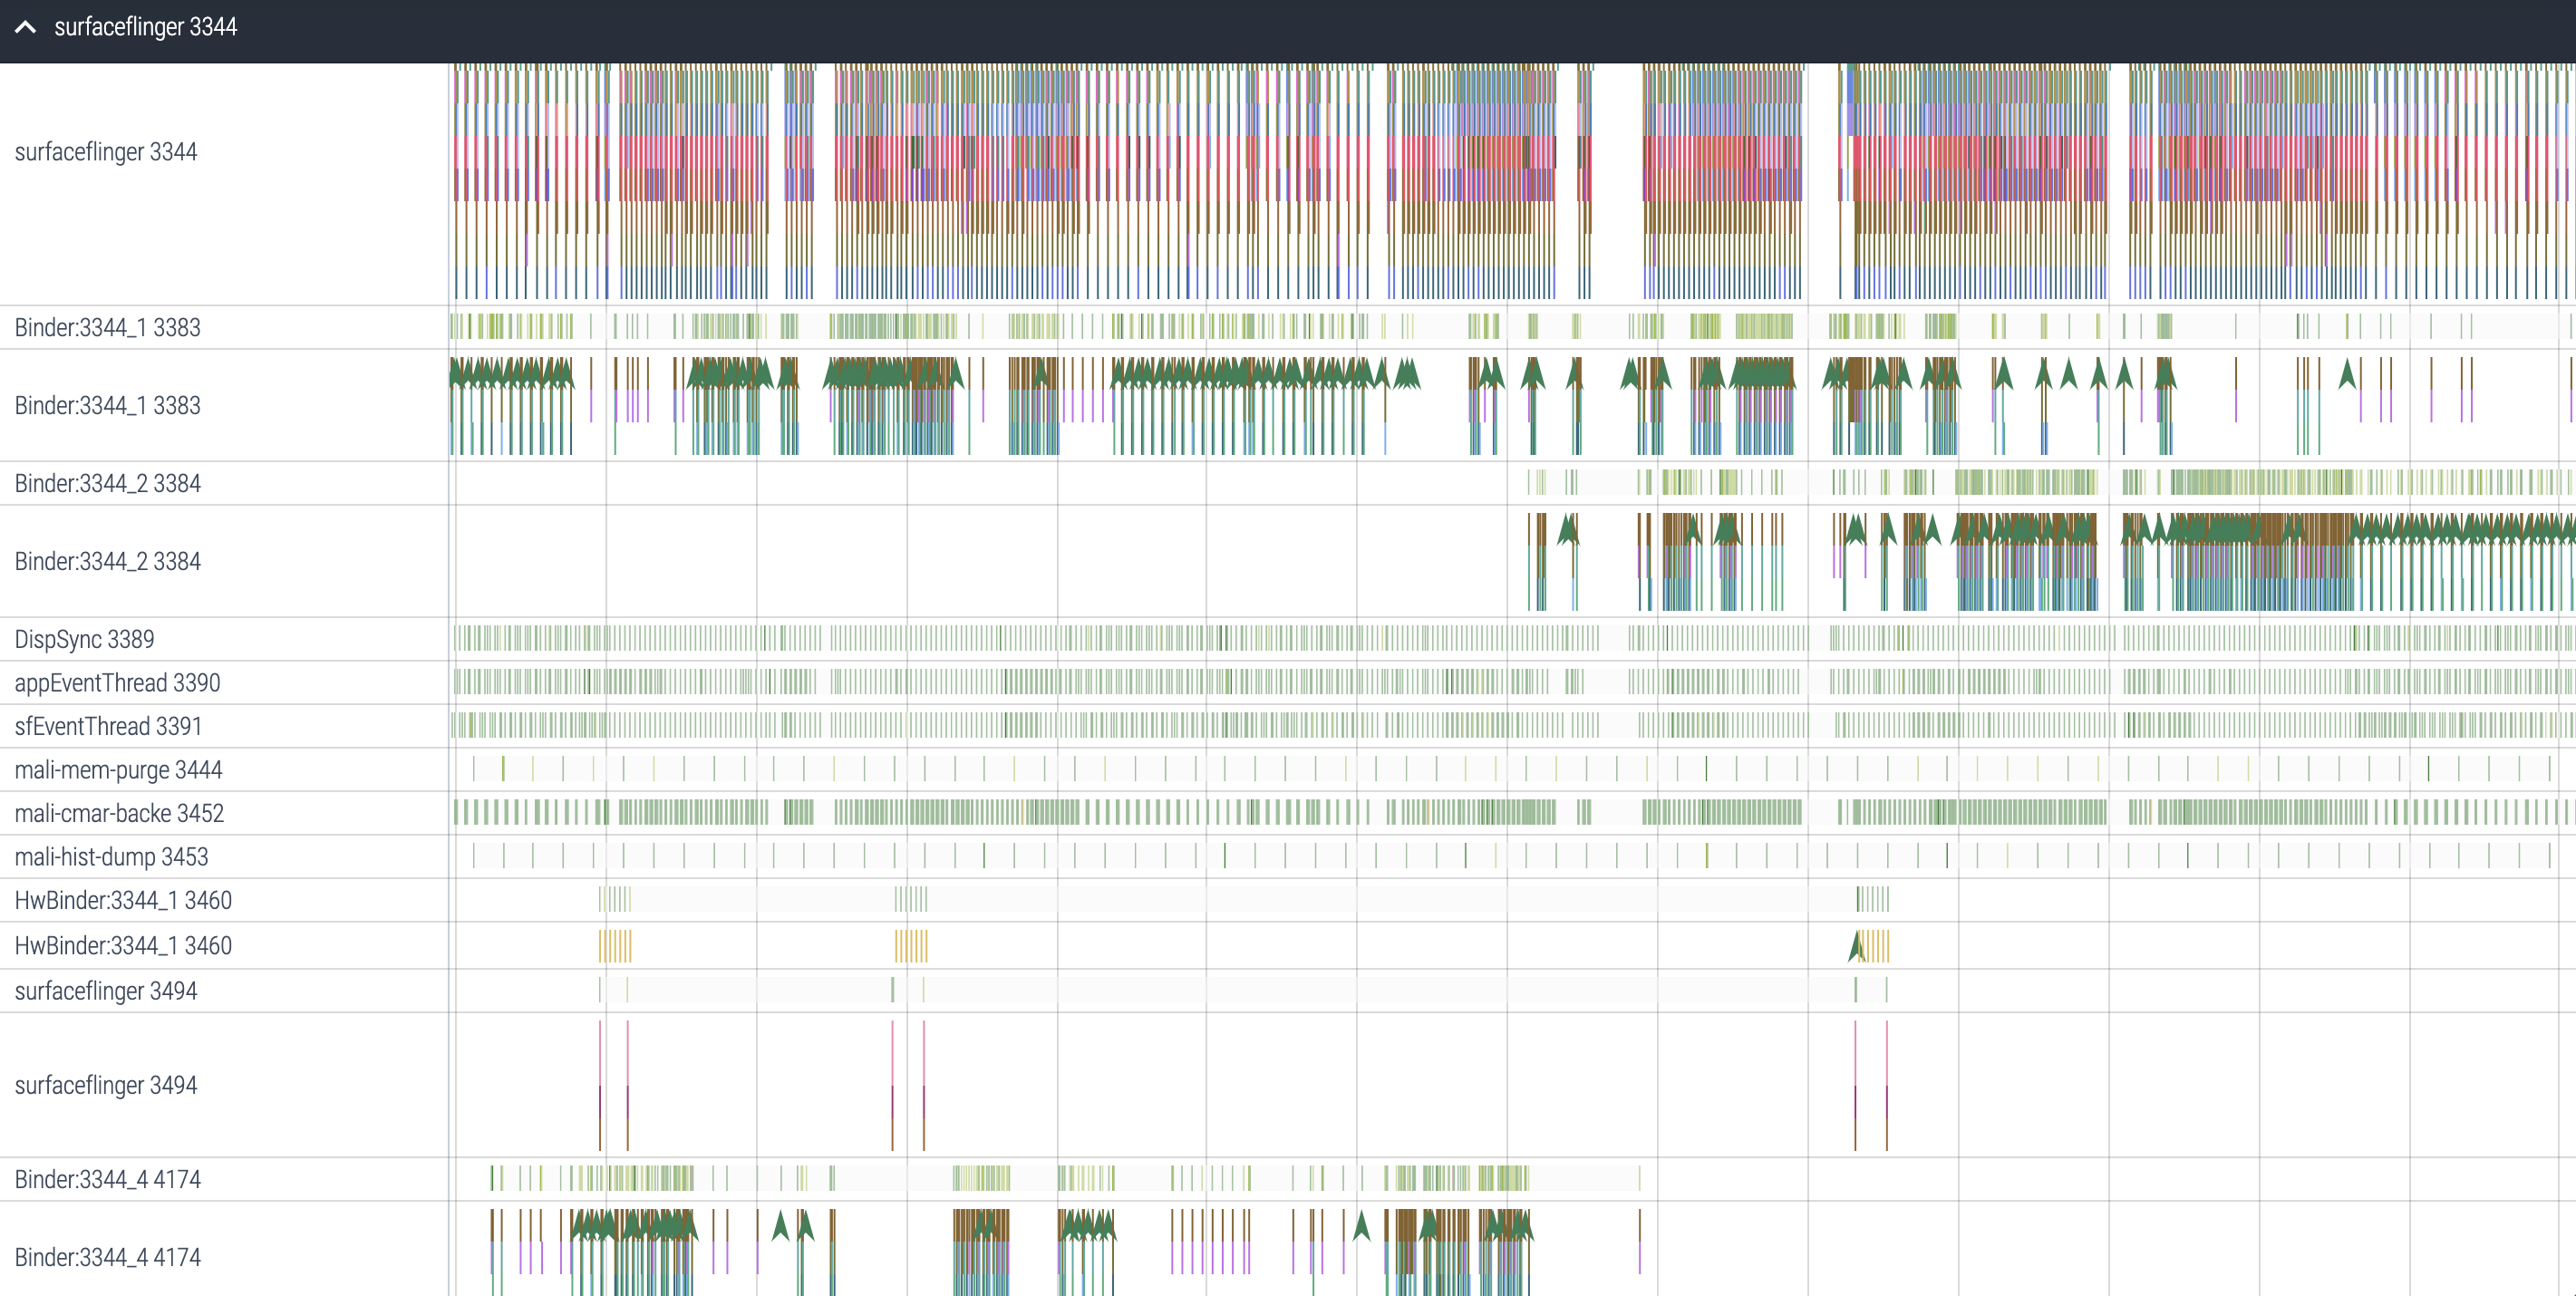 surfaceflinger 3344
surfaceflinger 3344
Binder:3344_1 3383
Binder:3344_1 3383
Binder:3344_2 3384
Binder:3344_2 3384
DispSync 3389
appEventThread 3390
sfEventThread 3391
mali-mem-purge 3444
mali-cmar-backe 3452
mali-hist-dump 3453
HwBinder:3344_1 3460
HwBinder:3344_1 3460
surfaceflinger 3494
surfaceflinger 3494
Binder:3344_4 4174
Binder:3344_4 4174